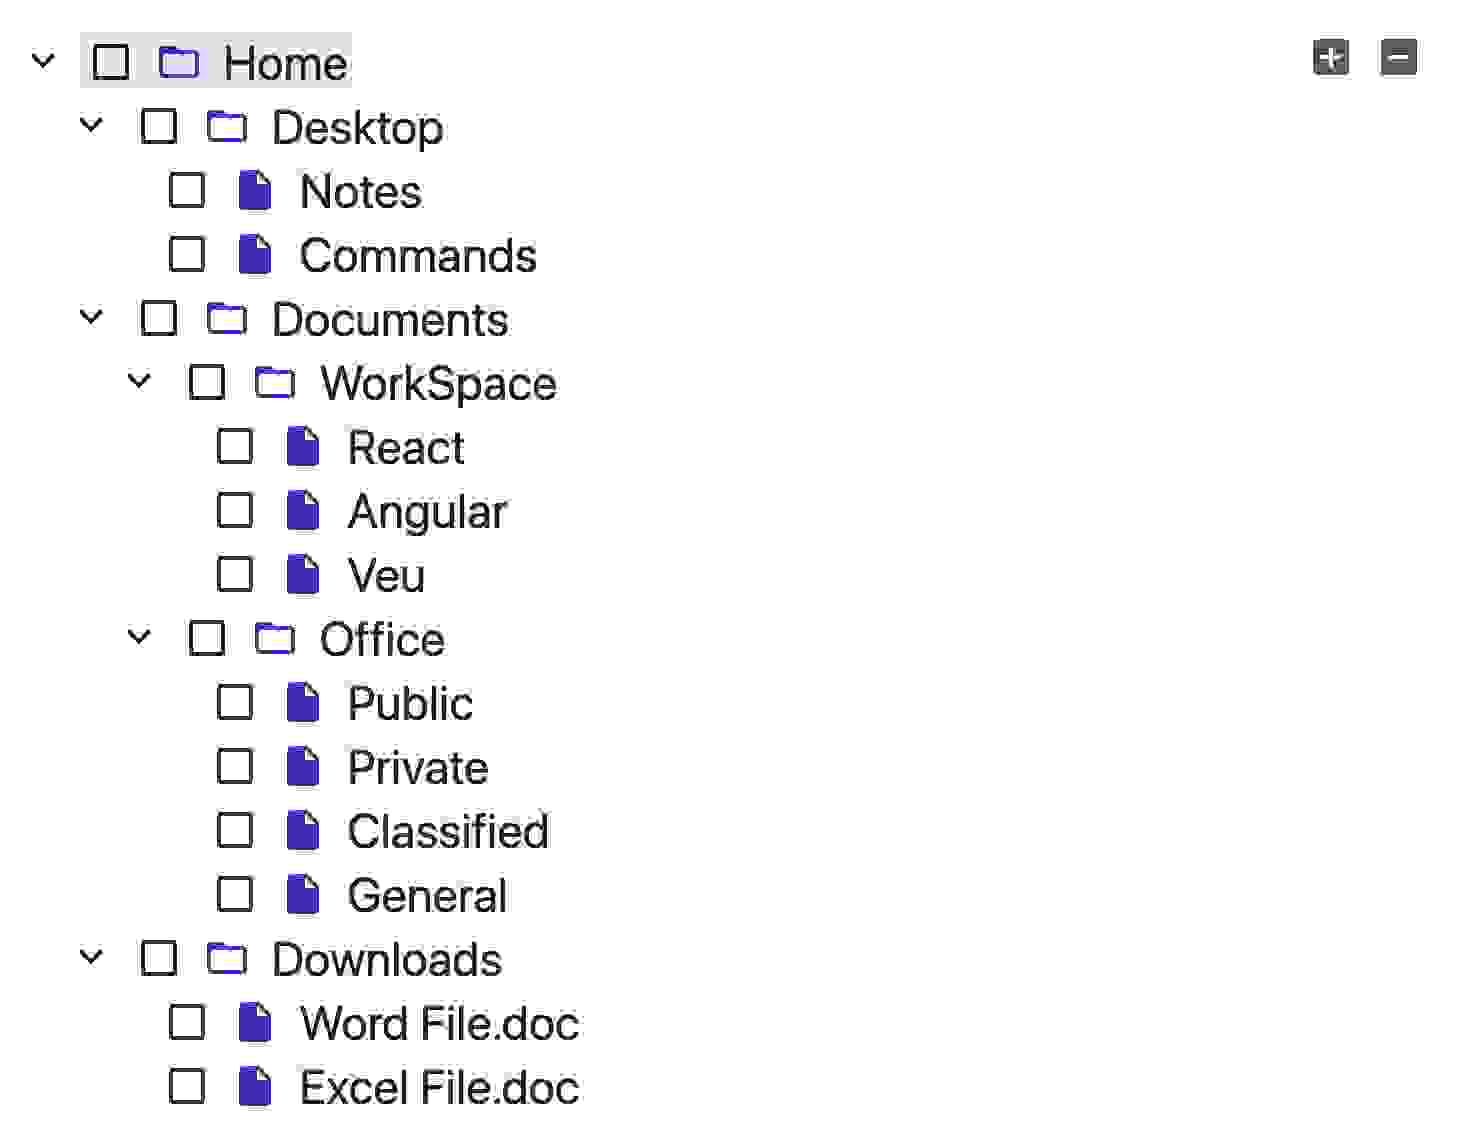 Home
Desktop
Notes
Commands
Documents
WorkSpace
React
Angular
Veu
Office
Public
Private
Classified
General
Downloads
Word File.doc
Excel File.doc